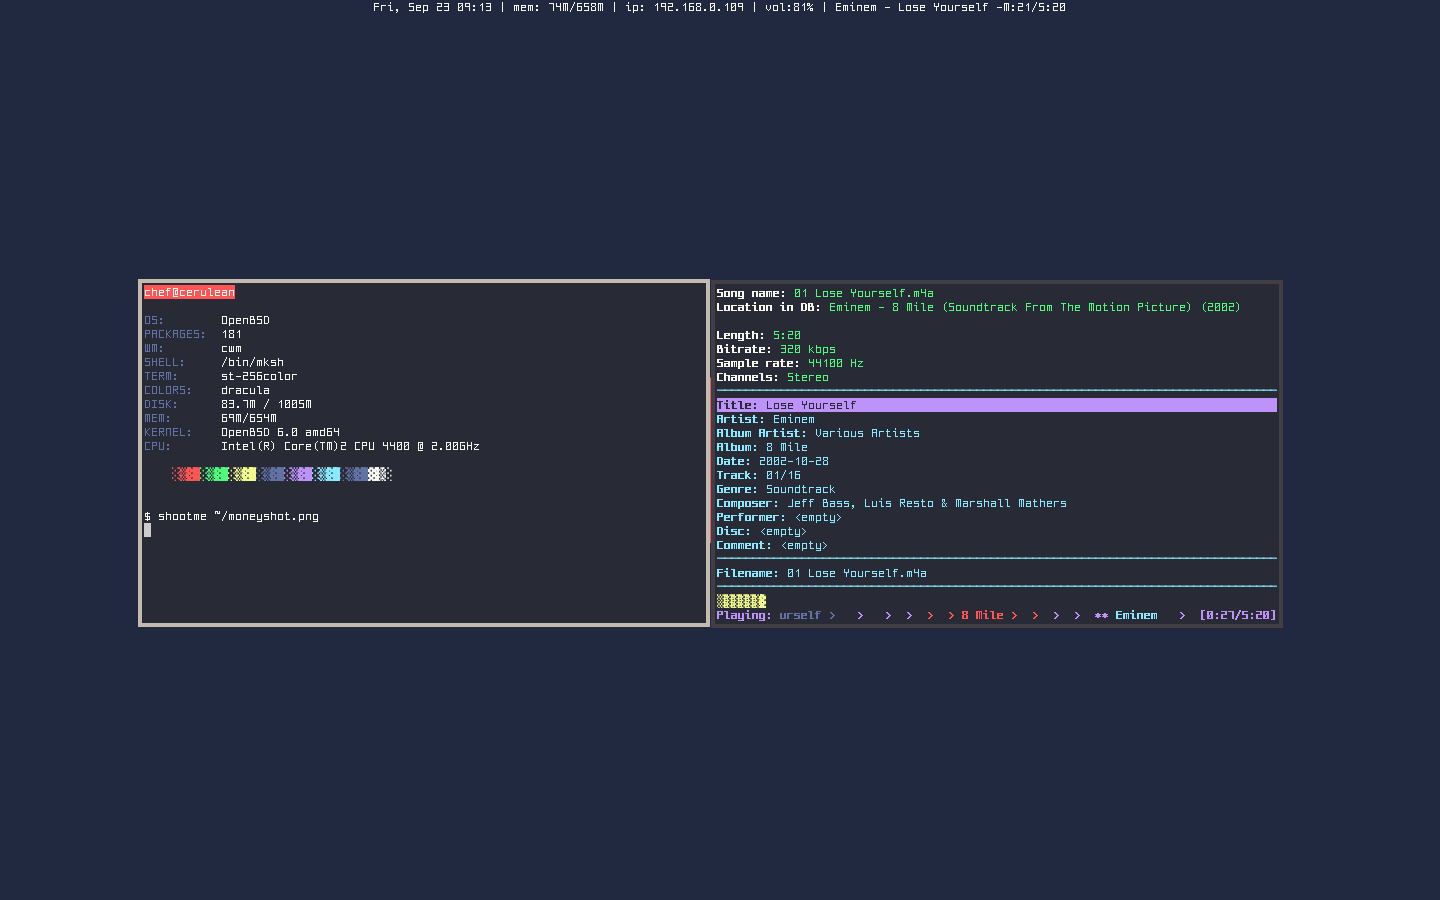 Fri, Sep 23 09:13 | mem: 74M/658M | ip: 192.168.0.109 | vol:81% | Eminem - Lose Yourself -M:21/5:20
chef@cerulean
OS: OpenBSD
PACKAGES: 181
WM: cwm
SHELL: /bin/mksh
TERM: st-256color
COLORS: dracula
DISK: 83.7M / 1005M
MEM: 69M/654M
KERNEL: OpenBSD 6.0 amd64
CPU: Intel(R) Core(TM)2 CPU 4400 @ 2.00GHz
$ shootme ~/moneyshot.png
Song name: 01 Lose Yourself.m4a
Location in DB: Eminem - 8 Mile (Soundtrack From The Motion Picture) (2002)
Length: 5:20
Bitrate: 320 kbps
Sample rate: 44100 Hz
Channels: Stereo
Title: Lose Yourself
Artist: Eminem
Album Artist: Various Artists
Album: 8 Mile
Date: 2002-10-28
Track: 01/16
Genre: Soundtrack
Composer: Jeff Bass, Luis Resto & Marshall Mathers
Performer: <empty>
Disc: <empty>
Comment: <empty>
Filename: 01 Lose Yourself.m4a
Playing: urself > > > > > > 8 Mile > > > > ** Eminem > [0:27/5:20]